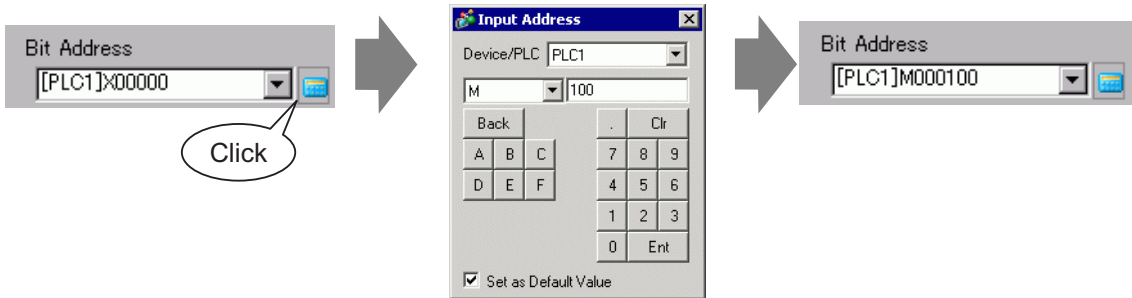 Bit Address
[PLC1]X00000
Click
Input Address
Device/PLC PLC1
M 100
Back . Clr
A B C 7 8 9
D E F 4 5 6
1 2 3
0 Ent
Set as Default Value
Bit Address
[PLC1]M000100